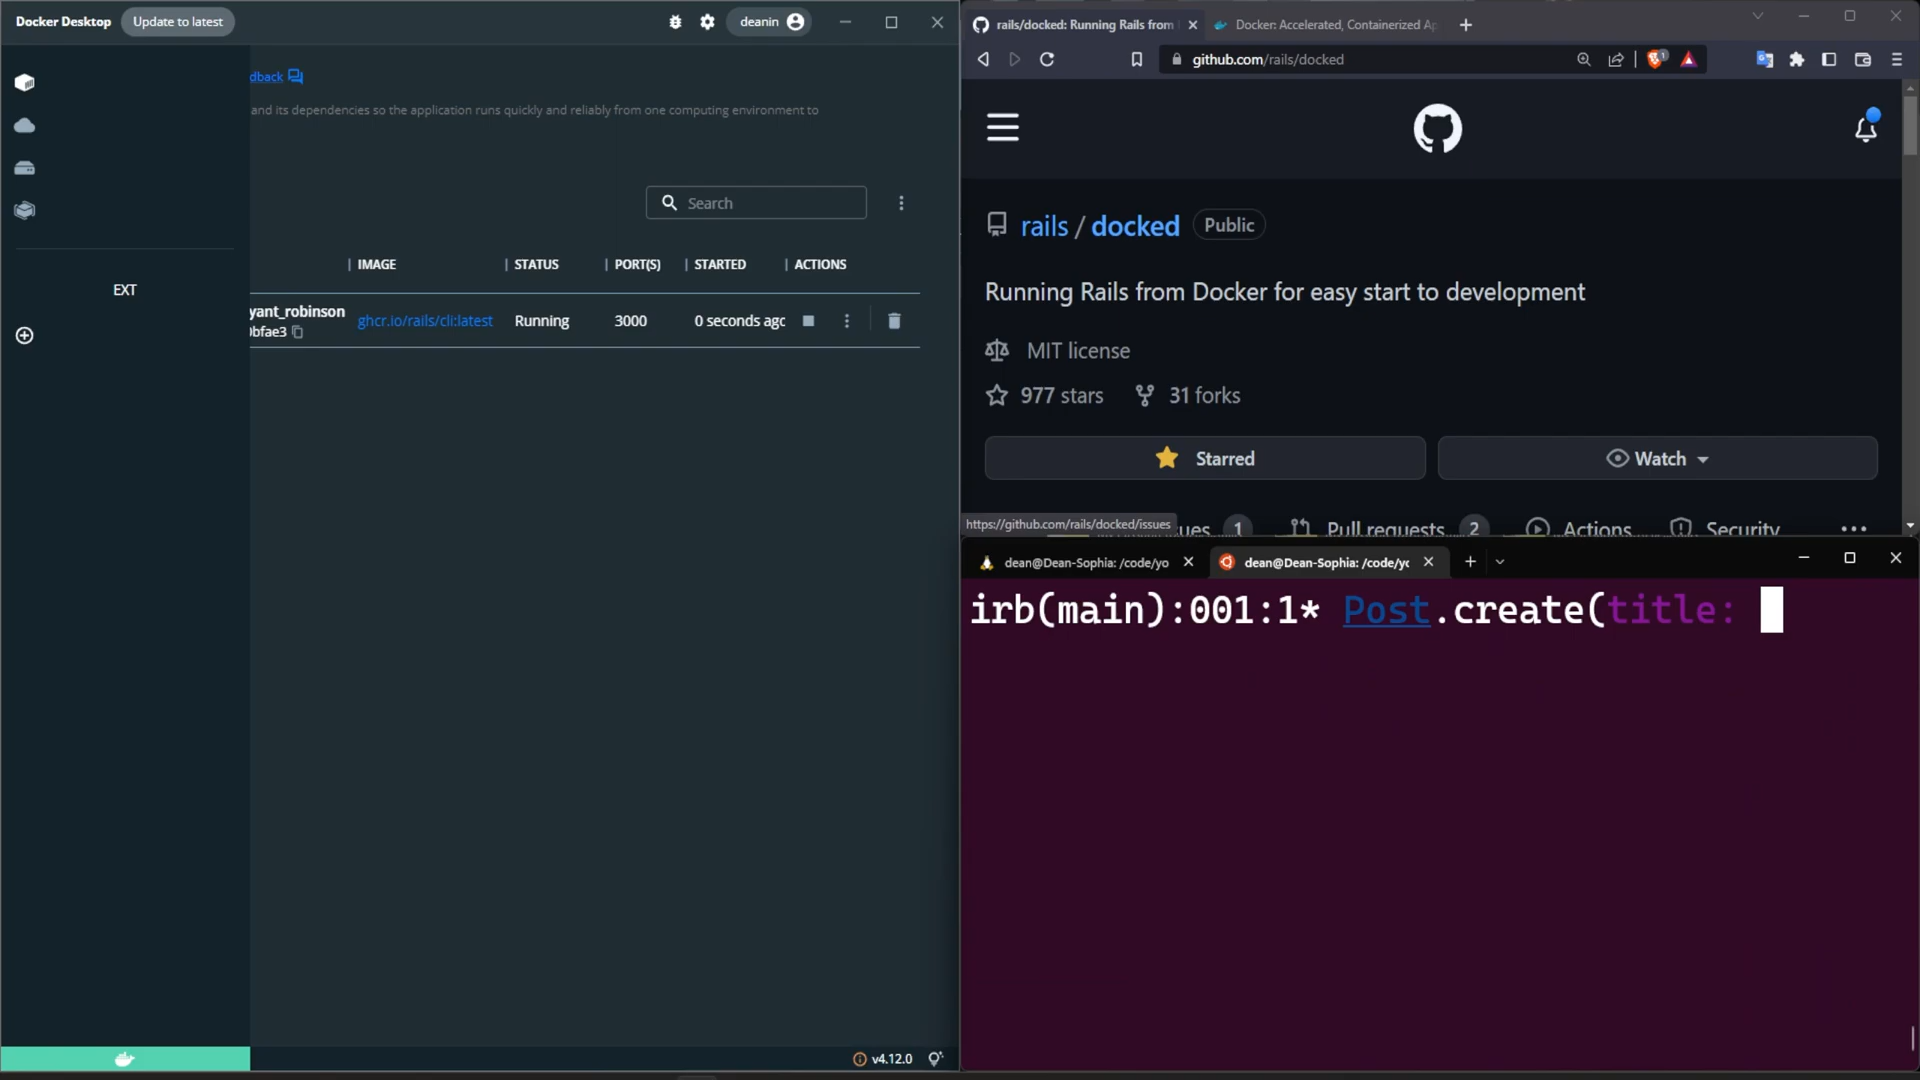 Docker Desktop
Update to latest
deanin
dback
and its dependencies so the application runs quickly and reliably from one computing environment to
Search
IMAGE
STATUS
PORT(S)
STARTED
ACTIONS
EXT
yant_robinson
bfae3
ghcr.io/rails/cli:latest
Running
3000
0 seconds agc
v4.12.0
rails/docked: Running Rails from
Docker: Accelerated, Containerized Ap
github.com/rails/docked
rails / docked
Public
Running Rails from Docker for easy start to development
MIT license
977 stars
31 forks
Starred
Watch
https://github.com/rails/docked/issues
ues 1
Pull requests 2
Actions
Security
dean@Dean-Sophia: /code/yo
dean@Dean-Sophia: /code/yc
irb(main):001:1* Post.create(title: